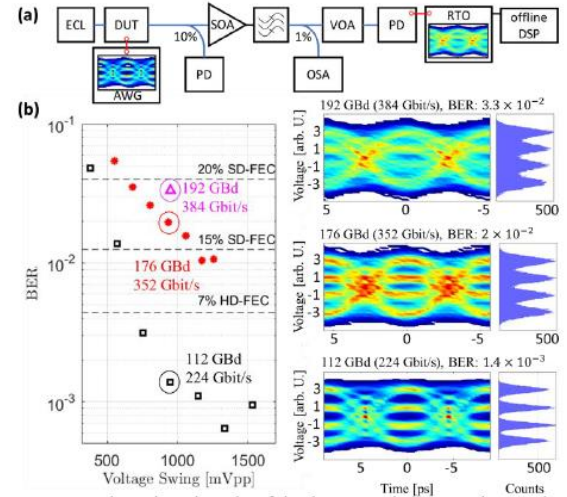 (a)
ECL
DUT
10%
SOA
1%
VOA
PD
RTO
offline
DSP
AWG
PD
OSA
(b)
BER
10⁻¹
10⁻²
10⁻³
20% SD-FEC
192 GBd
384 Gbit/s
15% SD-FEC
176 GBd
352 Gbit/s
7% HD-FEC
112 GBd
224 Gbit/s
500 1000 1500
Voltage Swing [mVpp]
192 GBd (384 Gbit/s), BER: 3.3 × 10⁻²
Voltage [arb. U.]
3
1
-1
-3
5 0 -5 500
176 GBd (352 Gbit/s), BER: 2 × 10⁻²
Voltage [arb. U.]
3
1
-1
-3
5 0 -5 500
112 GBd (224 Gbit/s), BER: 1.4 × 10⁻³
Voltage [arb. U.]
3
1
-1
-3
5 0 -5 500
Time [ps] Counts